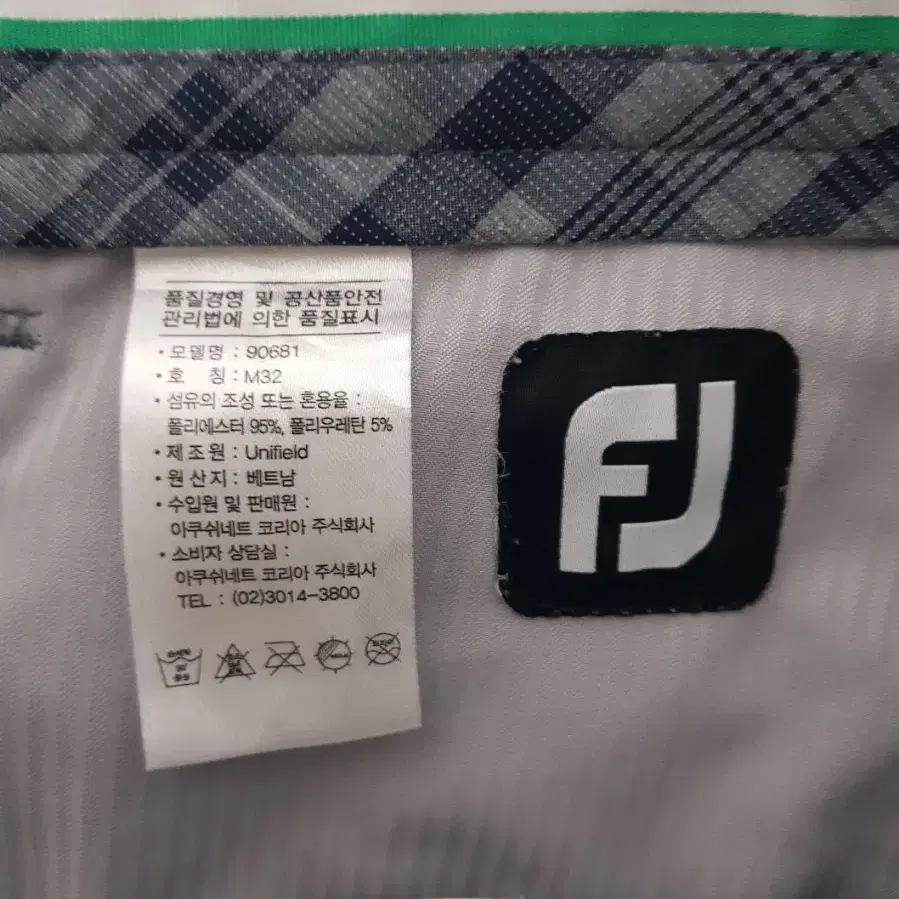 품질경영 및 공산품안전
관리법에 의한 품질표시
• 모델명 : 90681
• 호 칭 : M32
• 섬유의 조성 또는 혼용율 :
폴리에스터 95%, 폴리우레탄 5%
• 제조원 : Unifield
• 원산지 : 베트남
• 수입원 및 판매원 :
아쿠쉬네트 코리아 주식회사
• 소비자 상담실 :
아쿠쉬네트 코리아 주식회사
TEL : (02)3014-3800
FJ